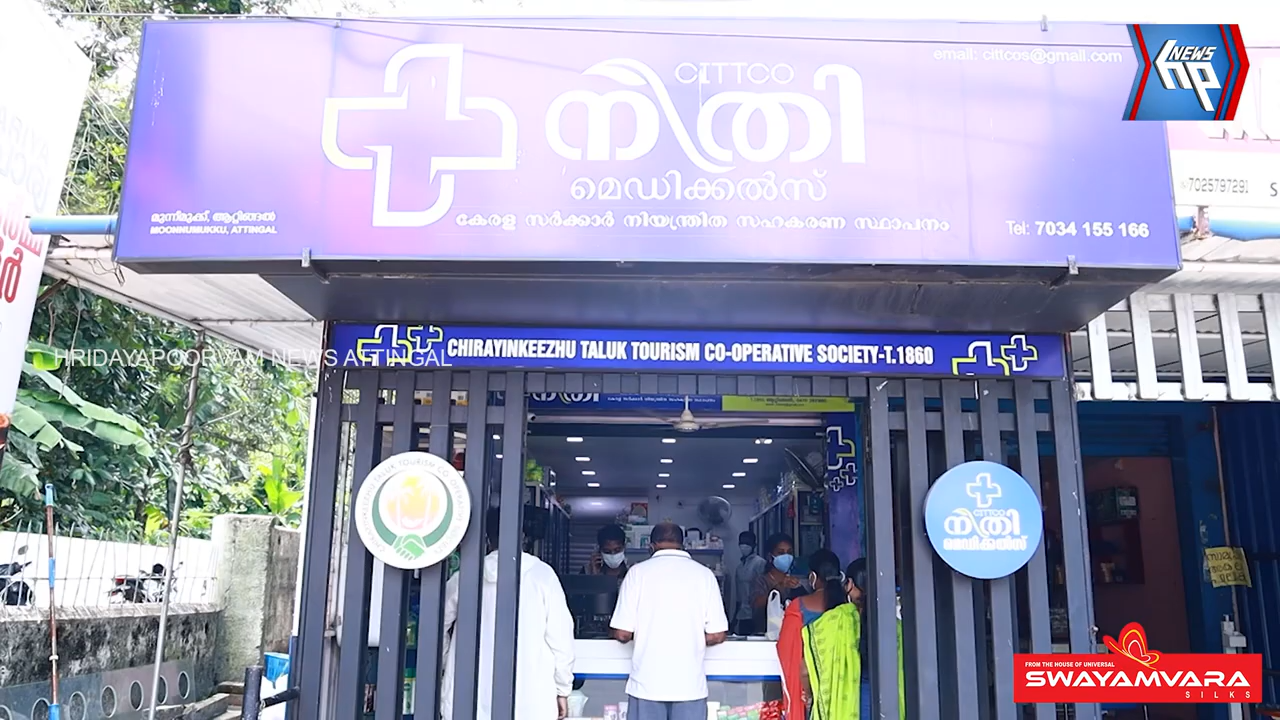 email: cittcos@gmail.com
NEWS
hp
CITTCO
നീതി
മെഡിക്കൽസ്
കേരള സർക്കാർ നിയന്ത്രിത സഹകരണ സ്ഥാപനം
മൂന്നുമുക്ക്, ആറ്റിങ്ങൽ
MOONNUMUKKU, ATTINGAL
Tel: 7034 155 166
7025797291
S
HRIDAYAPOORVAM NEWS ATTINGAL
CHIRAYINKEEZHU TALUK TOURISM CO-OPERATIVE SOCIETY-T.1860
നീതി
CITTCO
നീതി
മെഡിക്കൽസ്
FROM THE HOUSE OF UNIVERSAL
SWAYAMVARA
SILKS